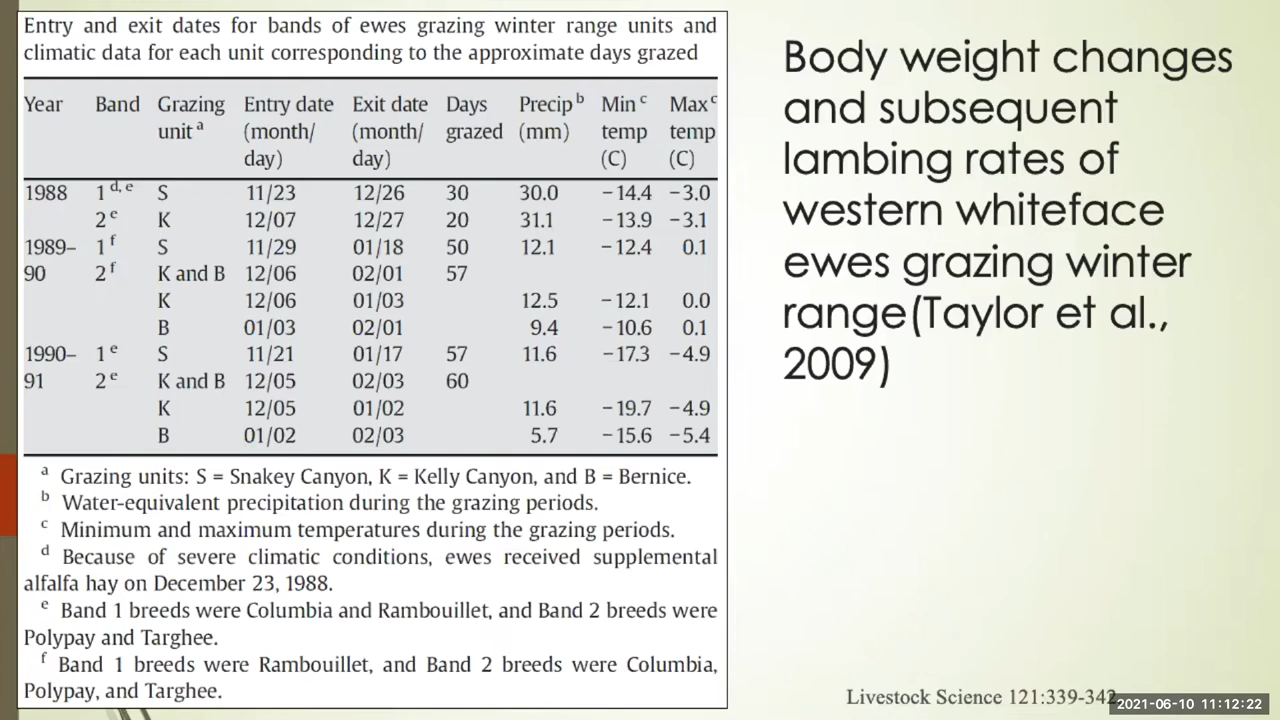 Entry and exit dates for bands of ewes grazing winter range units and
climatic data for each unit corresponding to the approximate days grazed
Year Band Grazing Entry date Exit date Days Precip b Min c Max c
unit a (month/ (month/ grazed (mm) temp temp
day) day) (C) (C)
1988 1 d, e S 11/23 12/26 30 30.0 −14.4 −3.0
2 e K 12/07 12/27 20 31.1 −13.9 −3.1
1989– 1 f S 11/29 01/18 50 12.1 −12.4 0.1
90 2 f K and B 12/06 02/01 57
K 12/06 01/03 12.5 −12.1 0.0
B 01/03 02/01 9.4 −10.6 0.1
1990– 1 e S 11/21 01/17 57 11.6 −17.3 −4.9
91 2 e K and B 12/05 02/03 60
K 12/05 01/02 11.6 −19.7 −4.9
B 01/02 02/03 5.7 −15.6 −5.4
a Grazing units: S = Snakey Canyon, K = Kelly Canyon, and B = Bernice.
b Water-equivalent precipitation during the grazing periods.
c Minimum and maximum temperatures during the grazing periods.
d Because of severe climatic conditions, ewes received supplemental
alfalfa hay on December 23, 1988.
e Band 1 breeds were Columbia and Rambouillet, and Band 2 breeds were
Polypay and Targhee.
f Band 1 breeds were Rambouillet, and Band 2 breeds were Columbia,
Polypay, and Targhee.
Body weight changes
and subsequent
lambing rates of
western whiteface
ewes grazing winter
range(Taylor et al.,
2009)
Livestock Science 121:339-342
2021-06-10 11:12:22